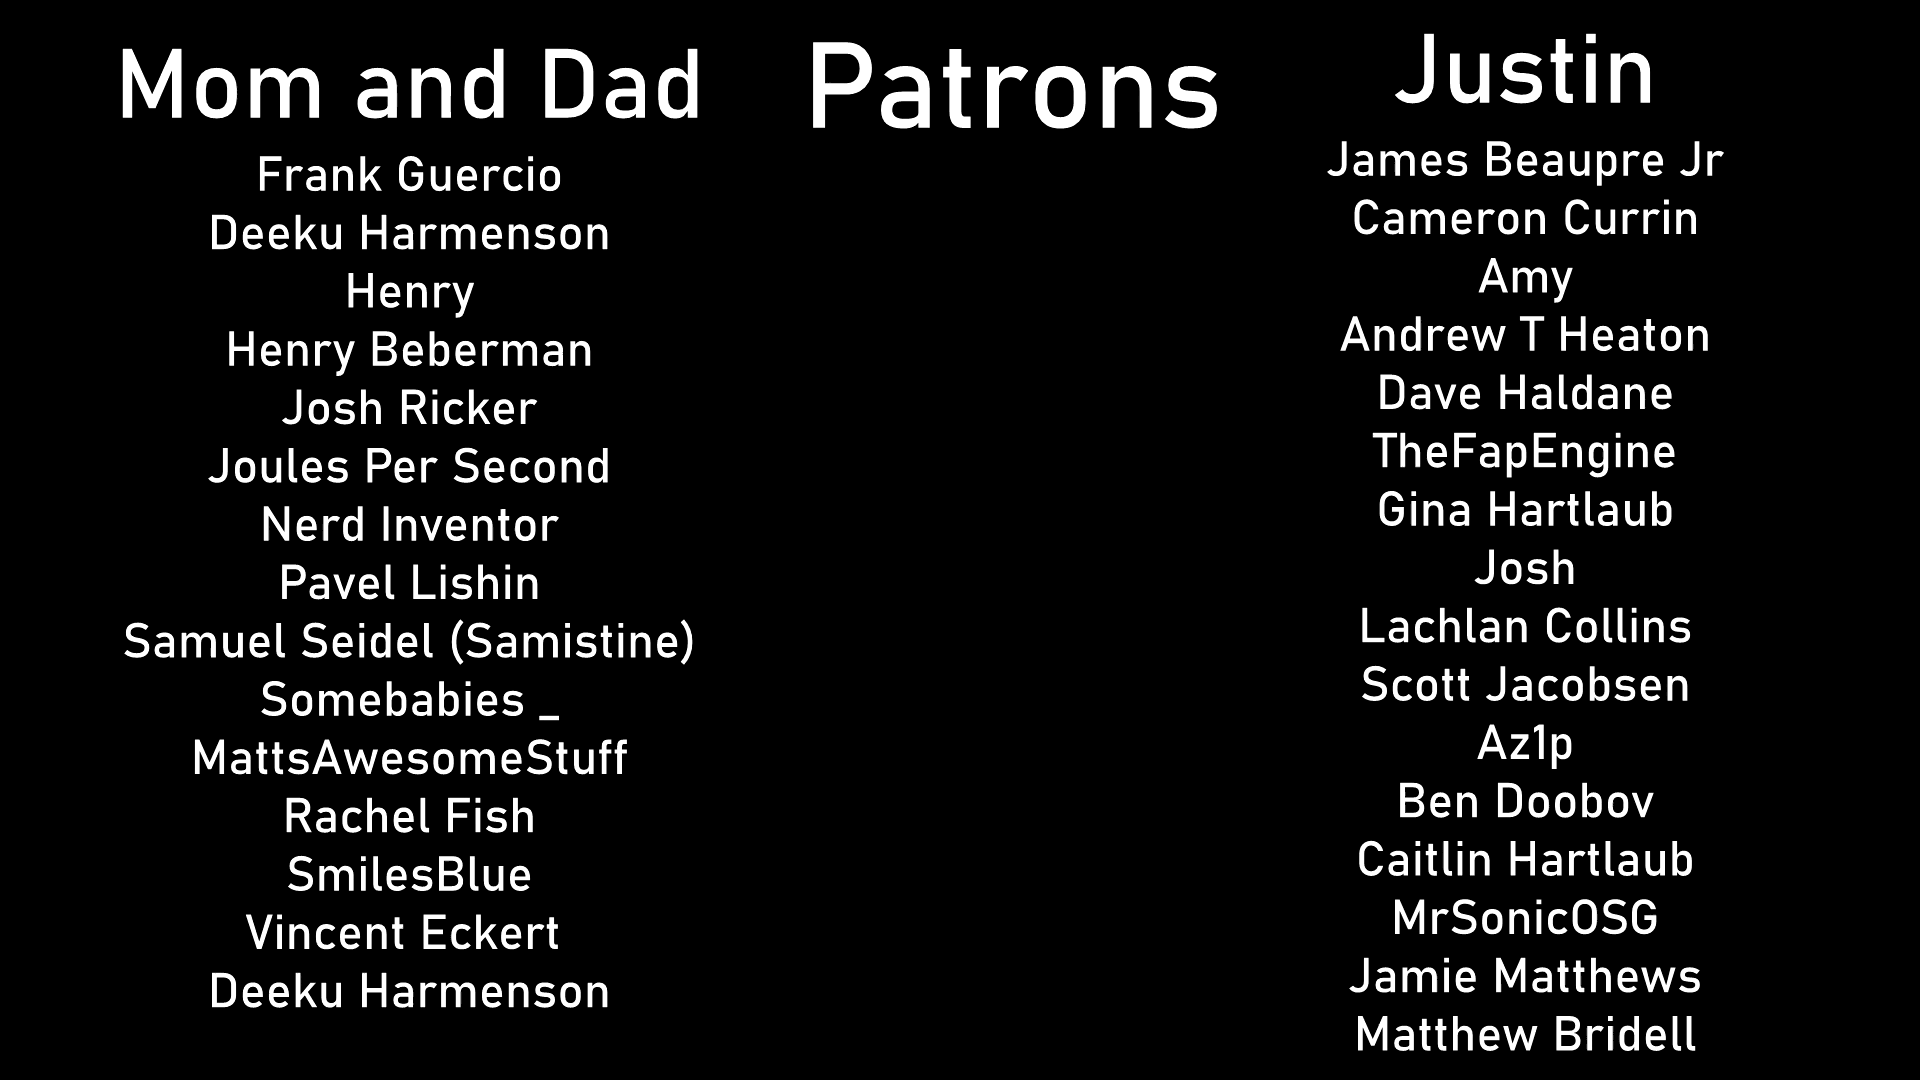 Mom and Dad
Frank Guercio
Deeku Harmenson
Henry
Henry Beberman
Josh Ricker
Joules Per Second
Nerd Inventor
Pavel Lishin
Samuel Seidel (Samistine)
Somebabies _
MattsAwesomeStuff
Rachel Fish
SmilesBlue
Vincent Eckert
Deeku Harmenson
Patrons
Justin
James Beaupre Jr
Cameron Currin
Amy
Andrew T Heaton
Dave Haldane
TheFapEngine
Gina Hartlaub
Josh
Lachlan Collins
Scott Jacobsen
Az1p
Ben Doobov
Caitlin Hartlaub
MrSonicOSG
Jamie Matthews
Matthew Bridell